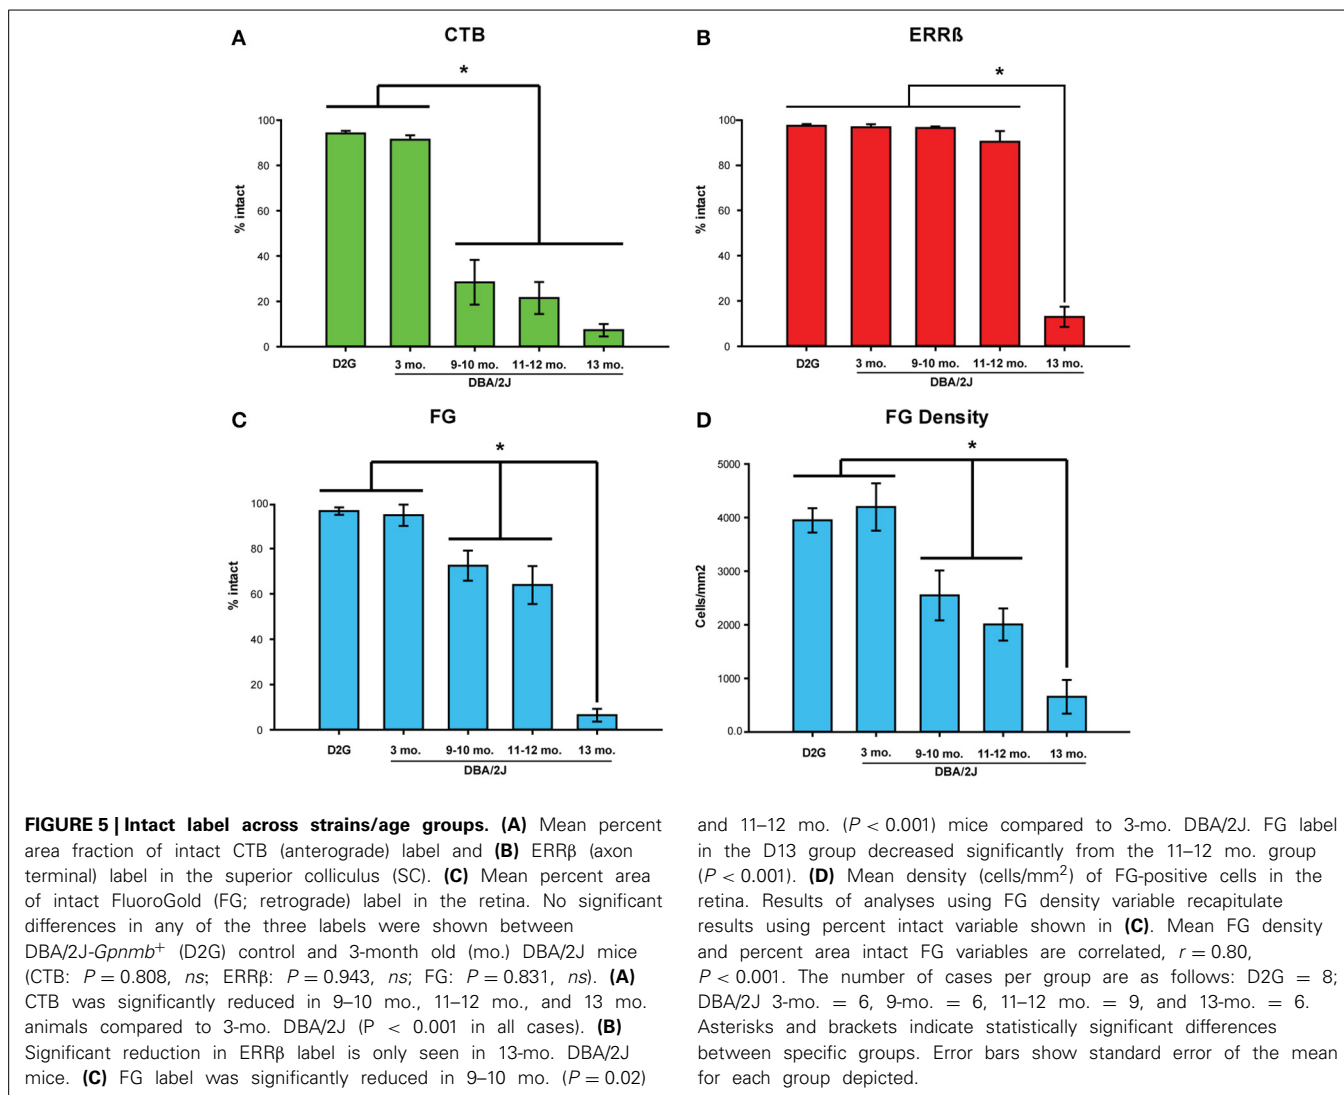 A
CTB
*
% intact
100
80
60
40
20
0
D2G
3 mo.
9-10 mo.
11-12 mo.
13 mo.
DBA/2J
B
ERRß
*
% intact
100
80
60
40
20
0
D2G
3 mo.
9-10 mo.
11-12 mo.
13 mo.
DBA/2J
C
FG
*
% intact
100
80
60
40
20
0
D2G
3 mo.
9-10 mo.
11-12 mo.
13 mo.
DBA/2J
D
FG Density
*
Cells/mm2
5000
4000
3000
2000
1000
0.0
D2G
3 mo.
9-10 mo.
11-12 mo.
13 mo.
DBA/2J
FIGURE 5 | Intact label across strains/age groups. (A) Mean percent
area fraction of intact CTB (anterograde) label and (B) ERRβ (axon
terminal) label in the superior colliculus (SC). (C) Mean percent area
of intact FluoroGold (FG; retrograde) label in the retina. No significant
differences in any of the three labels were shown between
DBA/2J-Gpnmb⁺ (D2G) control and 3-month old (mo.) DBA/2J mice
(CTB: P = 0.808, ns; ERRβ: P = 0.943, ns; FG: P = 0.831, ns). (A)
CTB was significantly reduced in 9–10 mo., 11–12 mo., and 13 mo.
animals compared to 3-mo. DBA/2J (P < 0.001 in all cases). (B)
Significant reduction in ERRβ label is only seen in 13-mo. DBA/2J
mice. (C) FG label was significantly reduced in 9–10 mo. (P = 0.02)
and 11–12 mo. (P < 0.001) mice compared to 3-mo. DBA/2J. FG label
in the D13 group decreased significantly from the 11–12 mo. group
(P < 0.001). (D) Mean density (cells/mm²) of FG-positive cells in the
retina. Results of analyses using FG density variable recapitulate
results using percent intact variable shown in (C). Mean FG density
and percent area intact FG variables are correlated, r = 0.80,
P < 0.001. The number of cases per group are as follows: D2G = 8;
DBA/2J 3-mo. = 6, 9-mo. = 6, 11–12 mo. = 9, and 13-mo. = 6.
Asterisks and brackets indicate statistically significant differences
between specific groups. Error bars show standard error of the mean
for each group depicted.